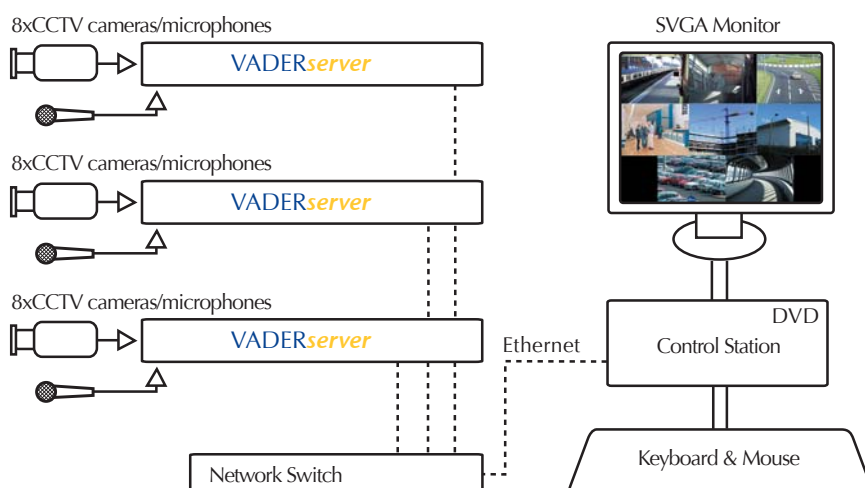 8xCCTV cameras/microphones
VADERserver
8xCCTV cameras/microphones
VADERserver
8xCCTV cameras/microphones
VADERserver
Network Switch
Ethernet
SVGA Monitor
DVD
Control Station
Keyboard & Mouse